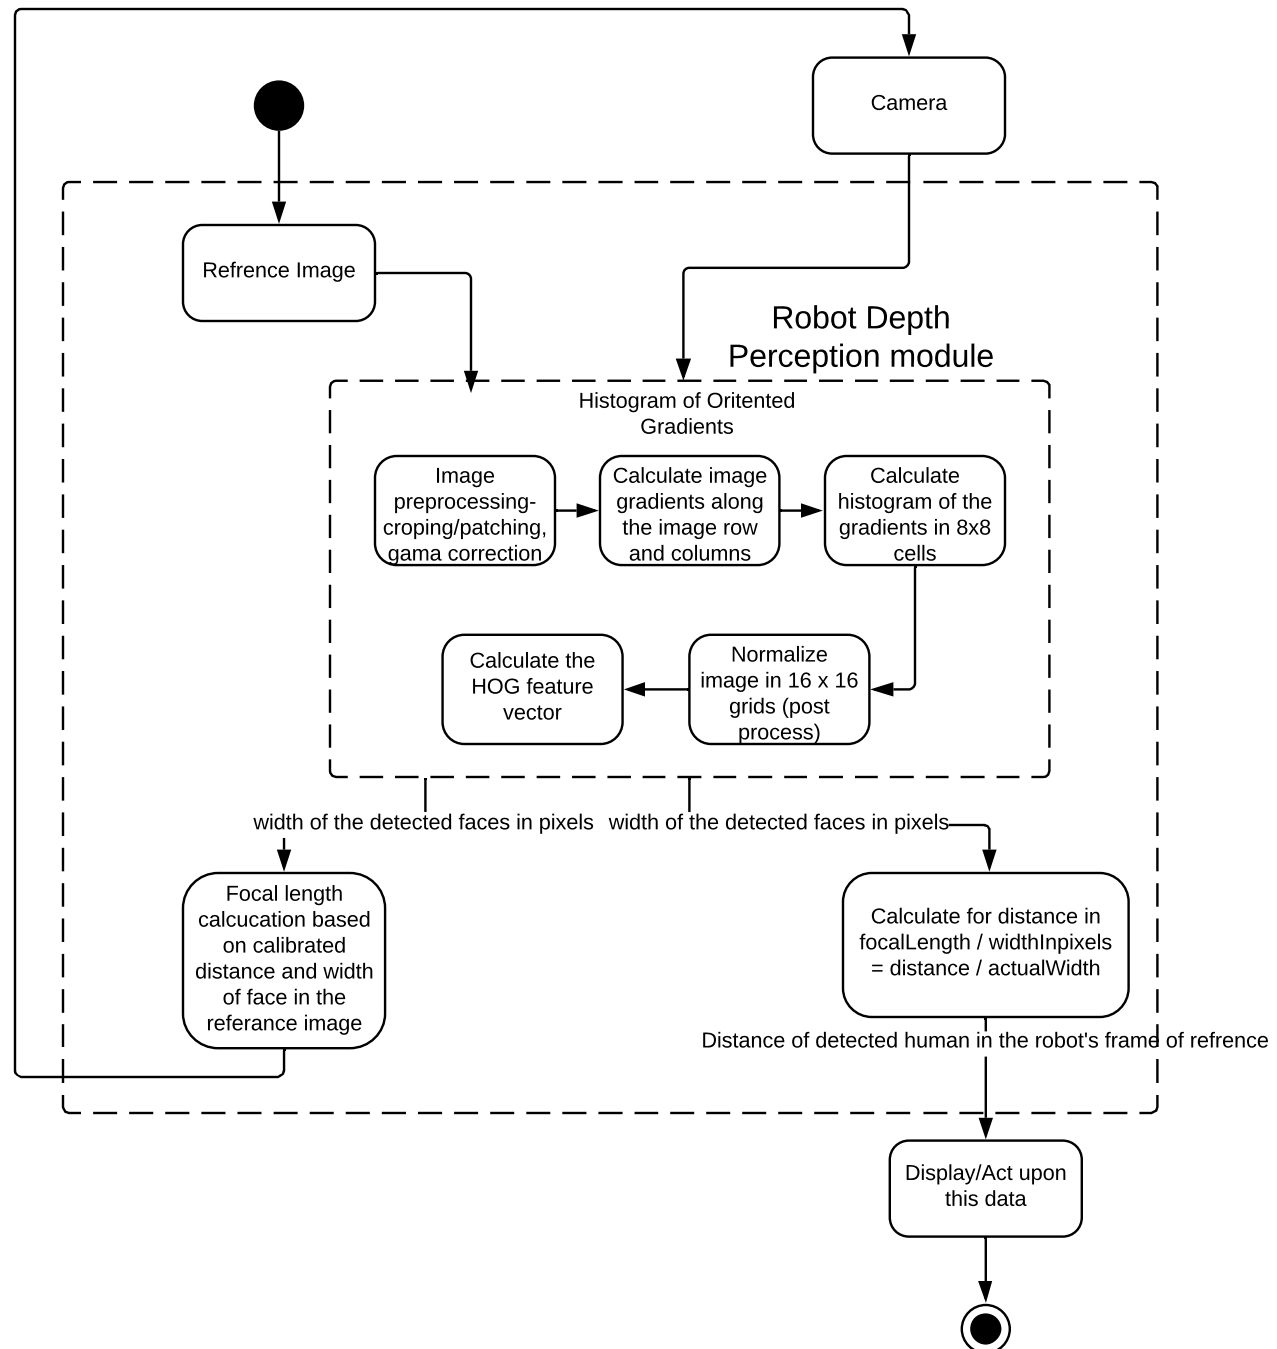 Camera
Refrence Image
Robot Depth
Perception module
Histogram of Oritented
Gradients
Image
preprocessing-
croping/patching,
gama correction
Calculate image
gradients along
the image row
and columns
Calculate
histogram of the
gradients in 8x8
cells
Calculate the
HOG feature
vector
Normalize
image in 16 x 16
grids (post
process)
width of the detected faces in pixels
width of the detected faces in pixels
Focal length
calcucation based
on calibrated
distance and width
of face in the
referance image
Calculate for distance in
focalLength / widthInpixels
= distance / actualWidth
Distance of detected human in the robot's frame of refrence
Display/Act upon
this data